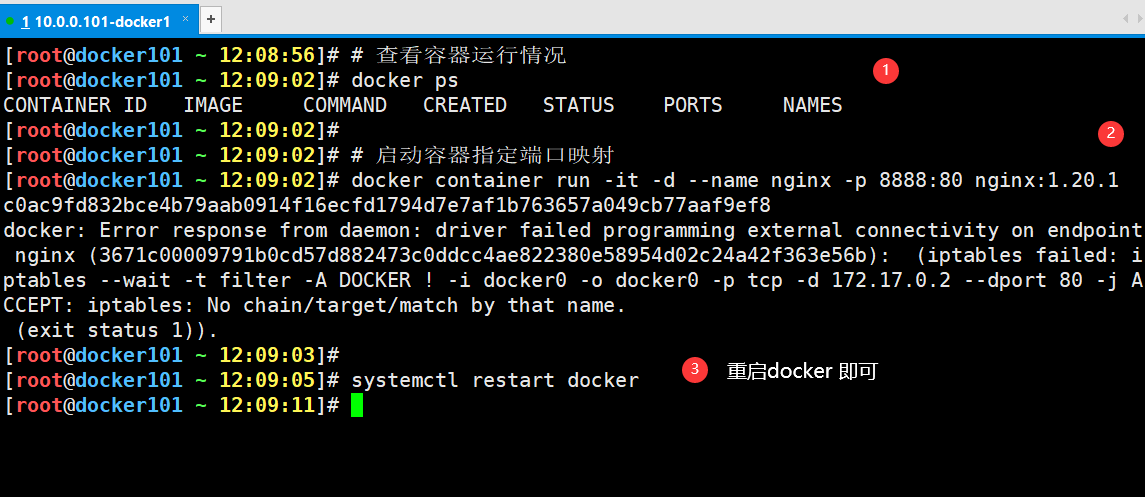 1 10.0.0.101-docker1 × +
[root@docker101 ~ 12:08:56]# # 查看容器运行情况
[root@docker101 ~ 12:09:02]# docker ps
1
CONTAINER ID   IMAGE     COMMAND   CREATED   STATUS    PORTS     NAMES
[root@docker101 ~ 12:09:02]#
2
[root@docker101 ~ 12:09:02]# # 启动容器指定端口映射
[root@docker101 ~ 12:09:02]# docker container run -it -d --name nginx -p 8888:80 nginx:1.20.1
c0ac9fd832bce4b79aab0914f16ecfd1794d7e7af1b763657a049cb77aaf9ef8
docker: Error response from daemon: driver failed programming external connectivity on endpoint
 nginx (3671c00009791b0cd57d882473c0ddcc4ae822380e58954d02c24a42f363e56b):  (iptables failed: i
ptables --wait -t filter -A DOCKER ! -i docker0 -o docker0 -p tcp -d 172.17.0.2 --dport 80 -j A
CCEPT: iptables: No chain/target/match by that name.
 (exit status 1)).
[root@docker101 ~ 12:09:03]#
[root@docker101 ~ 12:09:05]# systemctl restart docker
3 重启docker 即可
[root@docker101 ~ 12:09:11]#